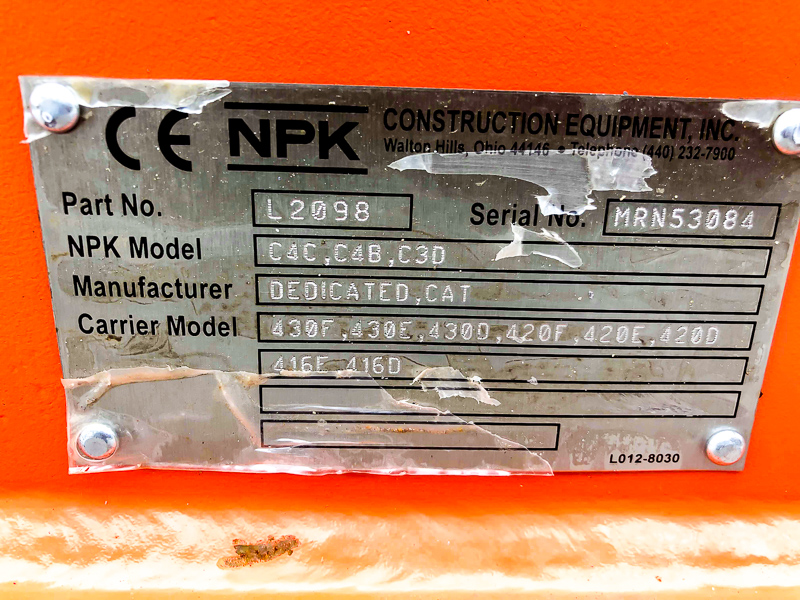 CE NPK CONSTRUCTION EQUIPMENT, INC.
Walton Hills, Ohio 44146 • Telephone (440) 232-7900
Part No. L2098 Serial No. MRN53084
NPK Model C4C,C4B,C3D
Manufacturer DEDICATED,CAT
Carrier Model 430F,430E,430D,420F,420E,420D
416E,416D
L012-8030